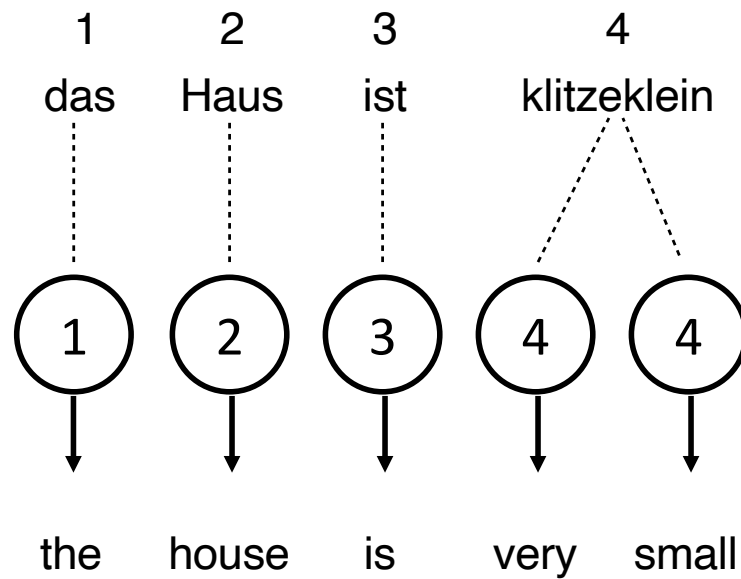 1 2 3 4
das Haus ist klitzeklein
1 2 3 4 4
the house is very small